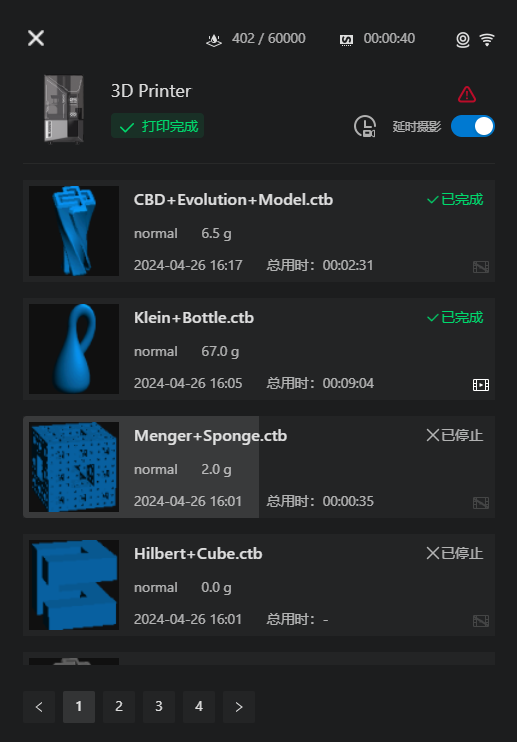 402 / 60000 00:00:40
3D Printer
打印完成
延时摄影
CBD+Evolution+Model.ctb 已完成
normal 6.5 g
2024-04-26 16:17 总用时：00:02:31
Klein+Bottle.ctb 已完成
normal 67.0 g
2024-04-26 16:05 总用时：00:09:04
Menger+Sponge.ctb 已停止
normal 2.0 g
2024-04-26 16:01 总用时：00:00:35
Hilbert+Cube.ctb 已停止
normal 0.0 g
2024-04-26 16:01 总用时：-
< 1 2 3 4 >